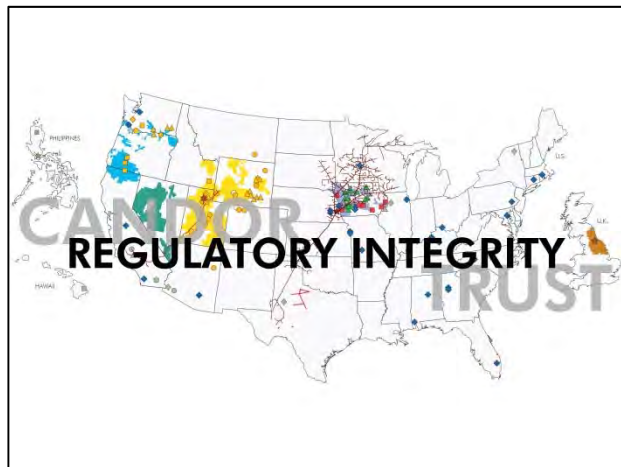 PHILIPPINES
U.S.
U.K.
CANDOR
REGULATORY INTEGRITY
TRUST
HAWAII